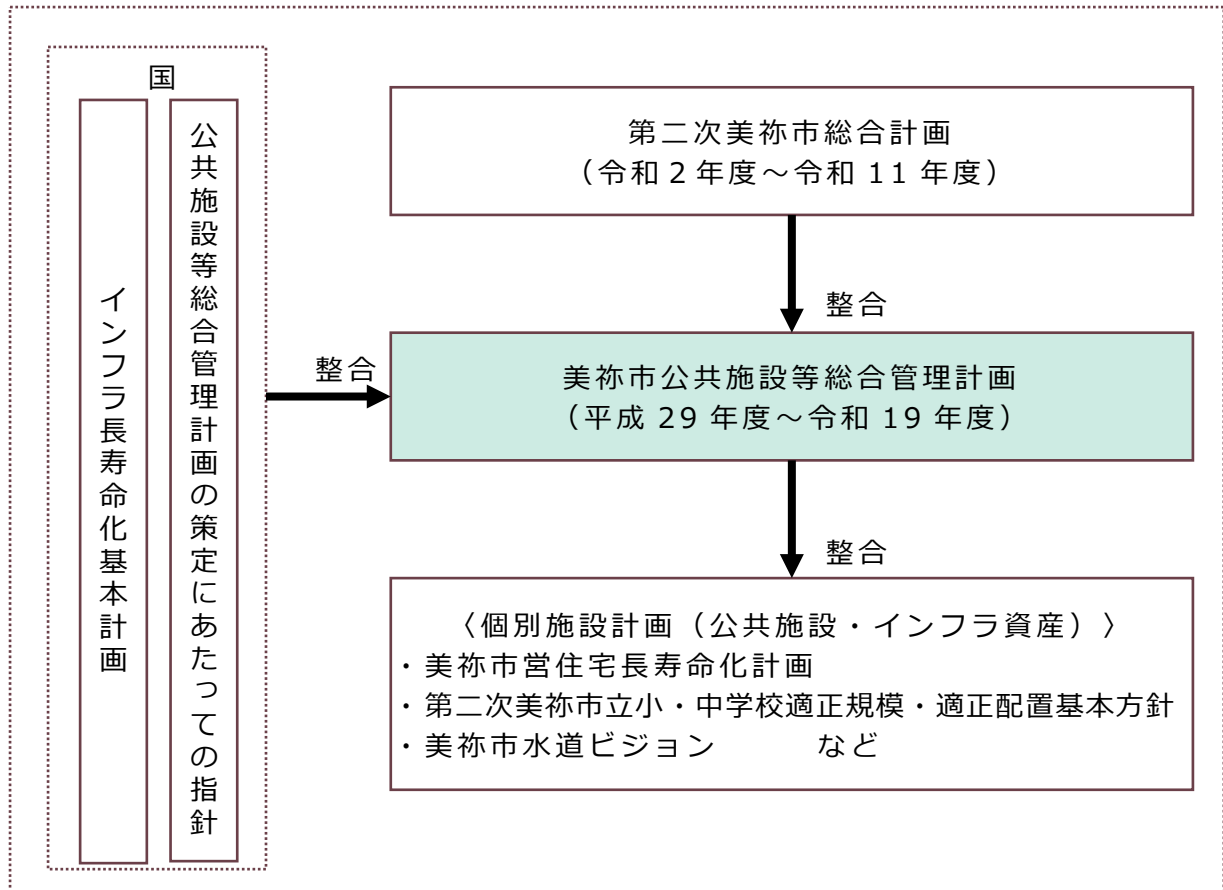 国
公共施設等総合管理計画の策定にあたっての指針
インフラ長寿命化基本計画
第二次美祢市総合計画
（令和２年度～令和 11 年度）
整合
整合
美祢市公共施設等総合管理計画
（平成 29 年度～令和 19 年度）
整合
〈個別施設計画（公共施設・インフラ資産）〉
・美祢市営住宅長寿命化計画
・第二次美祢市立小・中学校適正規模・適正配置基本方針
・美祢市水道ビジョン　　　など